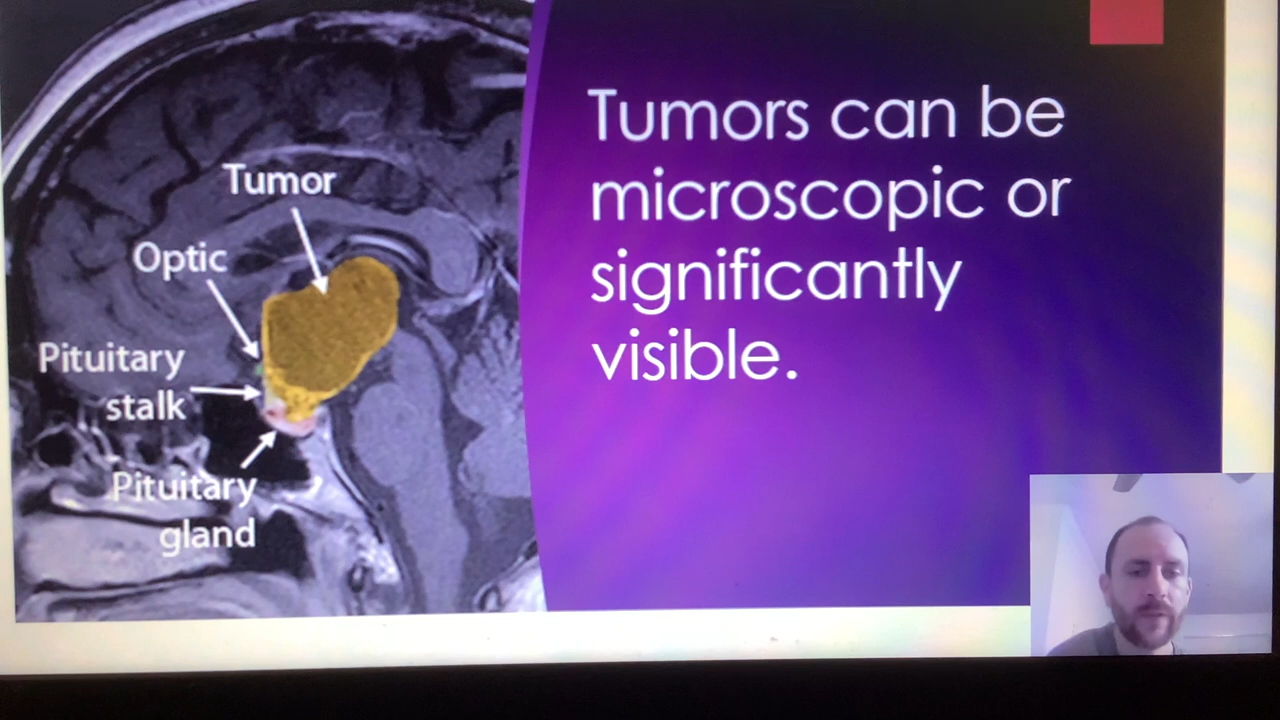 Tumor
Optic
Pituitary
stalk
Pituitary
gland
Tumors can be
microscopic or
significantly
visible.